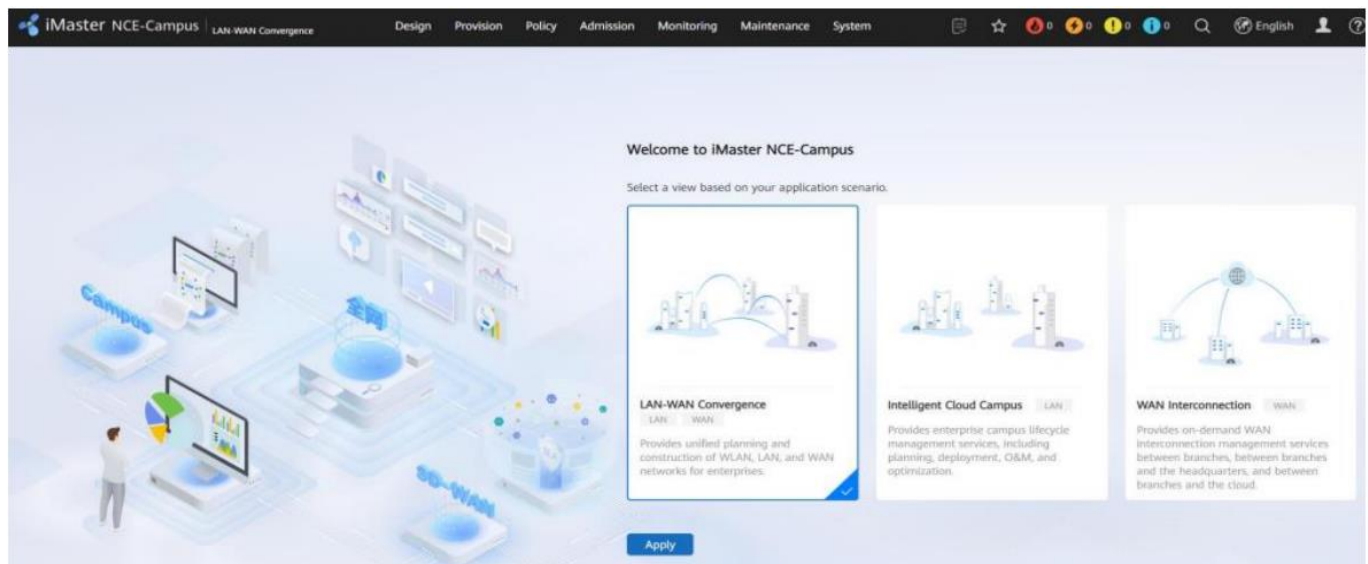 iMaster NCE-Campus LAN-WAN Convergence Design Provision Policy Admission Monitoring Maintenance System 0 0 0 0 English
Welcome to iMaster NCE-Campus
Select a view based on your application scenario.
Campus
全网
SD-WAN
LAN-WAN Convergence
LAN WAN
Provides unified planning and
construction of WLAN, LAN, and WAN
networks for enterprises.
Intelligent Cloud Campus LAN
Provides enterprise campus lifecycle
management services, including
planning, deployment, O&M, and
optimization.
WAN Interconnection WAN
Provides on-demand WAN
interconnection management services
between branches, between branches
and the headquarters, and between
branches and the cloud.
Apply